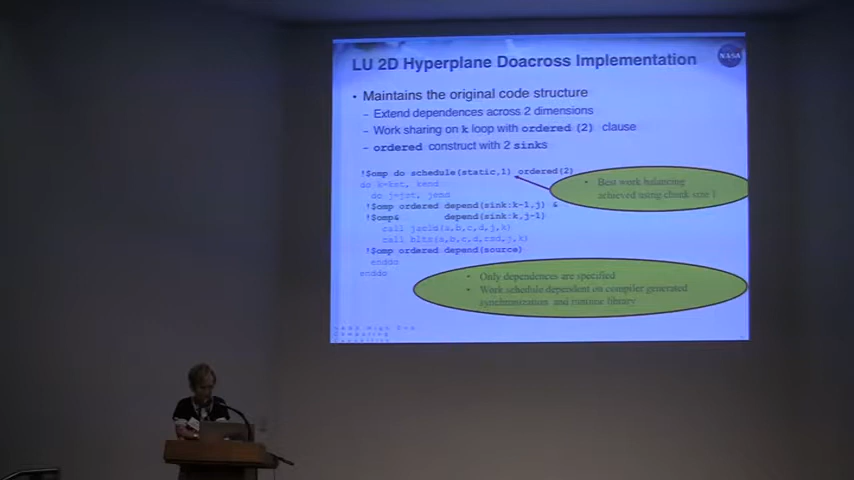 LU 2D Hyperplane Doacross Implementation
NASA
• Maintains the original code structure
– Extend dependences across 2 dimensions
– Work sharing on k loop with ordered (2) clause
– ordered construct with 2 sinks
!$omp do schedule(static,1) ordered(2)
do k=kst, kend
do j=jst, jend
!$omp ordered depend(sink:k-1,j) &
!$omp& depend(sink:k,j-1)
call jacld(a,b,c,d,j,k)
call blts(a,b,c,d,rsd,j,k)
!$omp ordered depend(source)
enddo
enddo
• Best work balancing
achieved using chunk size 1
• Only dependences are specified
• Work schedule dependent on compiler generated
synchronization and runtime library
NASA High End
Computing